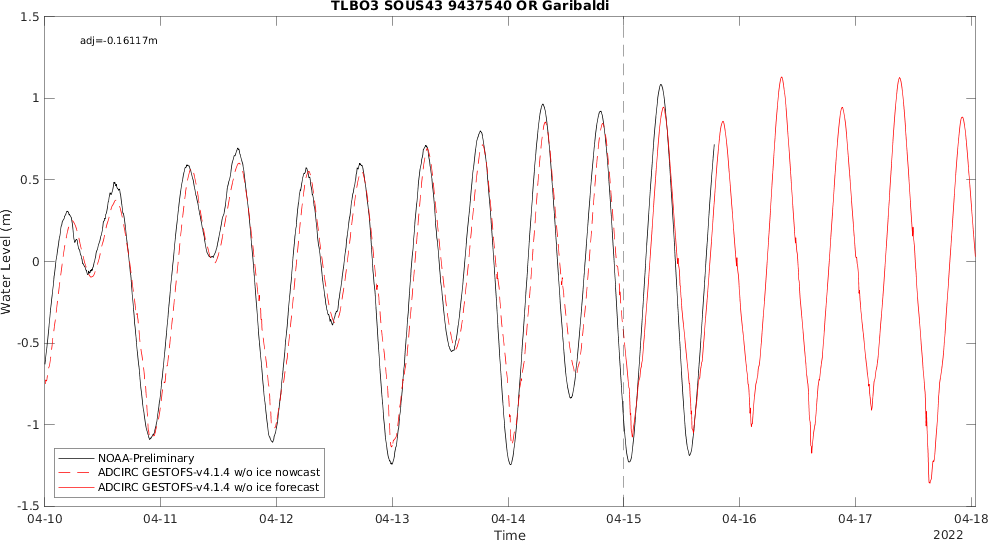 TLBO3 SOUS43 9437540 OR Garibaldi
adj=-0.16117m
1.5
1
0.5
0
-0.5
-1
-1.5
Water Level (m)
NOAA-Preliminary
ADCIRC GESTOFS-v4.1.4 w/o ice nowcast
ADCIRC GESTOFS-v4.1.4 w/o ice forecast
04-10 04-11 04-12 04-13 04-14 04-15 04-16 04-17 04-18
Time
2022